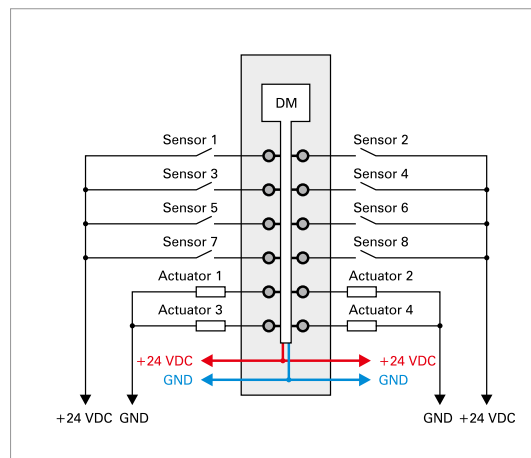 DM
Sensor 1 Sensor 2
Sensor 3 Sensor 4
Sensor 5 Sensor 6
Sensor 7 Sensor 8
Actuator 1 Actuator 2
Actuator 3 Actuator 4
+24 VDC +24 VDC
GND GND
+24 VDC GND GND +24 VDC